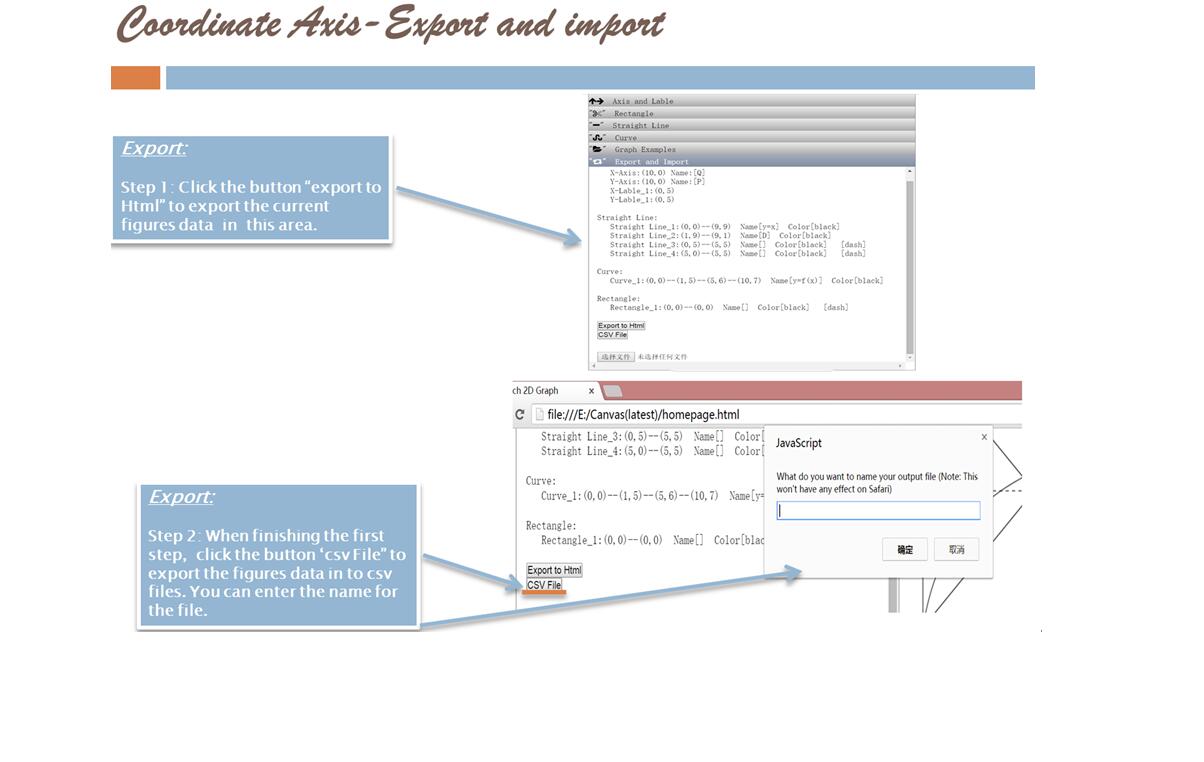 Coordinate Axis-Export and import
Export:
Step 1: Click the button "export to
Html" to export the current
figures data in this area.
Axis and Lable
Rectangle
Straight Line
Curve
Graph Examples
Export and Import
X-Axis:(10,0) Name:[Q]
Y-Axis:(10,0) Name:[P]
X-Lable_1:(0,5)
Y-Lable_1:(0,5)
Straight Line:
Straight Line_1:(0,0)--(9,9) Name[y=x] Color[black]
Straight Line_2:(1,9)--(9,1) Name[D] Color[black]
Straight Line_3:(0,5)--(5,5) Name[] Color[black] [dash]
Straight Line_4:(5,0)--(5,5) Name[] Color[black] [dash]
Curve:
Curve_1:(0,0)--(1,5)--(5,6)--(10,7) Name[y=f(x)] Color[black]
Rectangle:
Rectangle_1:(0,0)--(0,0) Name[] Color[black] [dash]
Export to Html
CSV File
选择文件 未选择任何文件
ch 2D Graph x
file:///E:/Canvas(latest)/homepage.html
Straight Line_3:(0,5)--(5,5) Name[] Color[
Straight Line_4:(5,0)--(5,5) Name[] Color[
Curve:
Curve_1:(0,0)--(1,5)--(5,6)--(10,7) Name[y=
Rectangle:
Rectangle_1:(0,0)--(0,0) Name[] Color[blac
Export to Html
CSV File
JavaScript x
What do you want to name your output file (Note: This
won't have any effect on Safari)
确定 取消
Export:
Step 2: When finishing the first
step, click the button 'csv File" to
export the figures data in to csv
files. You can enter the name for
the file.